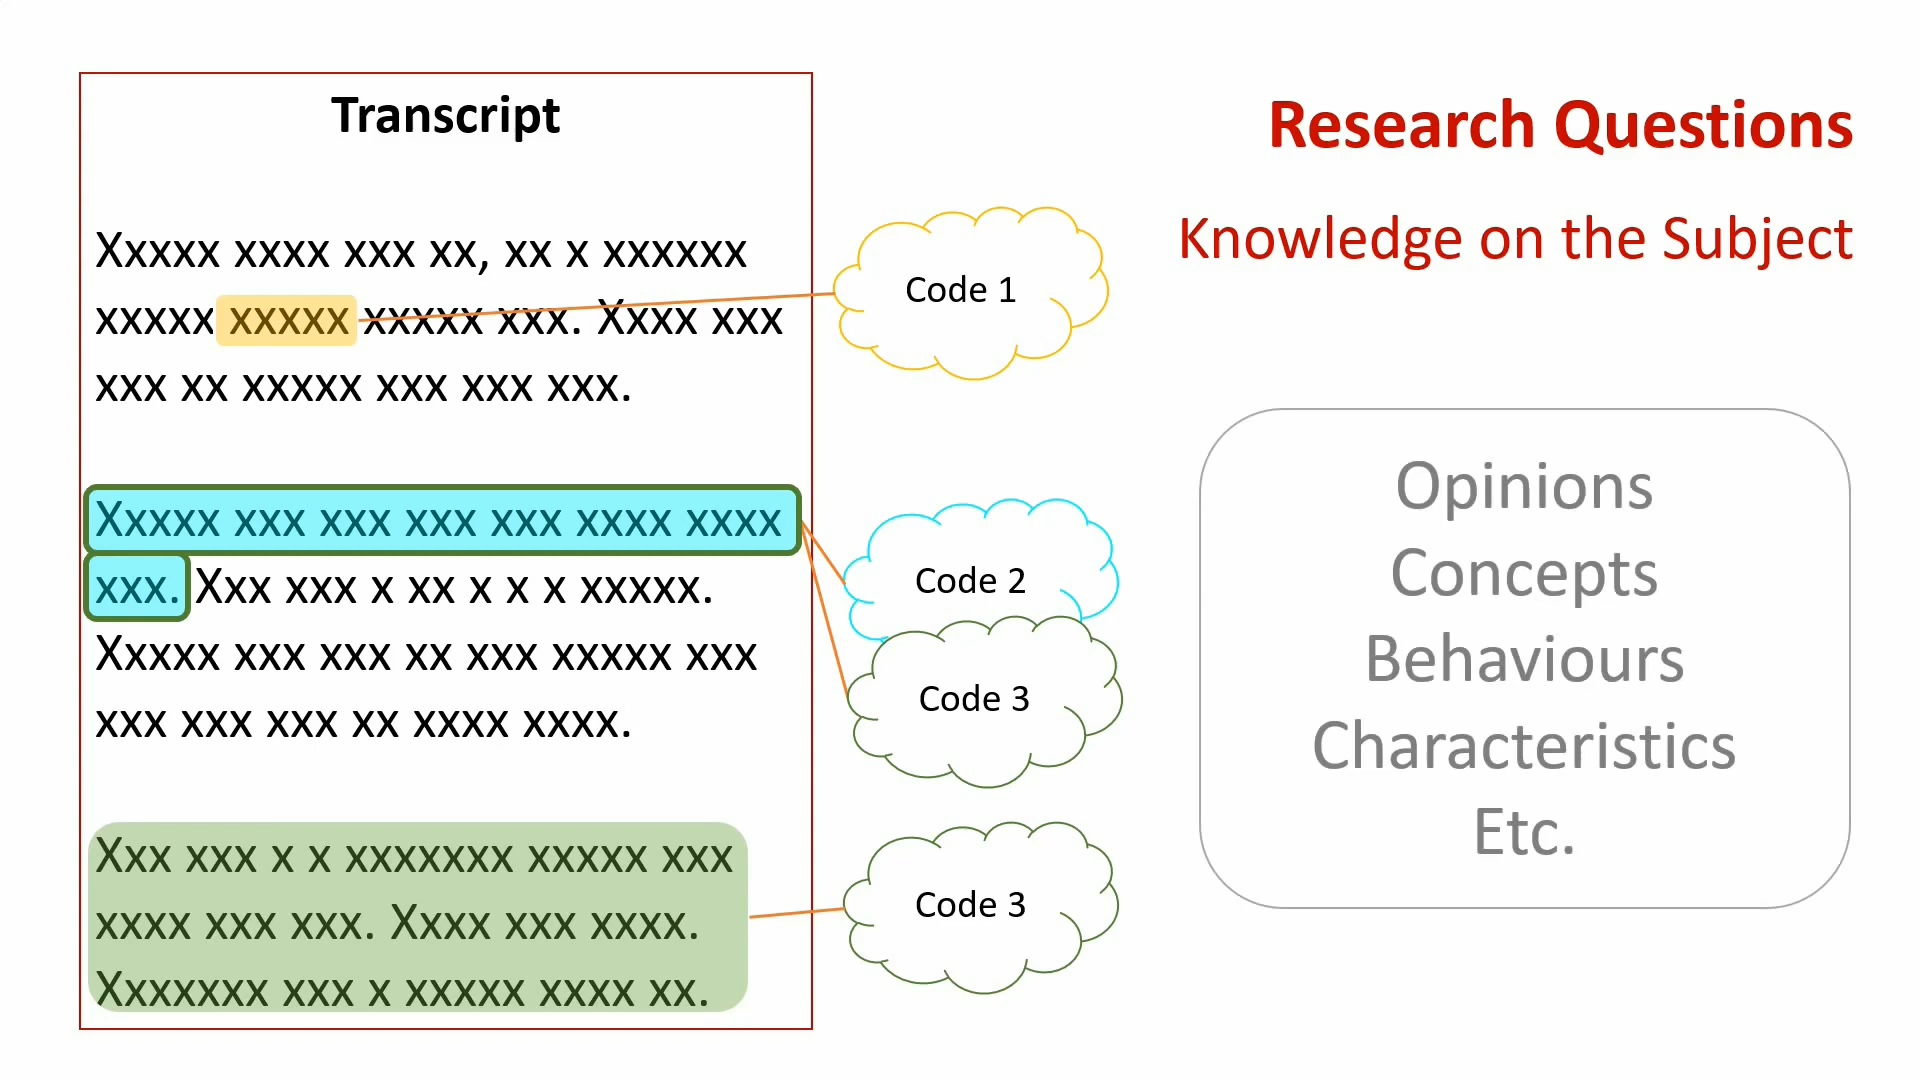 Transcript
Xxxxx xxxx xxx xx, xx x xxxxxx
xxxxx xxxxx xxxxx xxx. Xxxx xxx
xxx xx xxxxx xxx xxx xxx.
Xxxxx xxx xxx xxx xxx xxxx xxxx
xxx. Xxx xxx x xx x x x xxxxx.
Xxxxx xxx xxx xx xxx xxxxx xxx
xxx xxx xxx xx xxxx xxxx.
Xxx xxx x x xxxxxxx xxxxx xxx
xxxx xxx xxx. Xxxx xxx xxxx.
Xxxxxxx xxx x xxxxx xxxx xx.
Code 1
Code 2
Code 3
Code 3
Research Questions
Knowledge on the Subject
Opinions
Concepts
Behaviours
Characteristics
Etc.